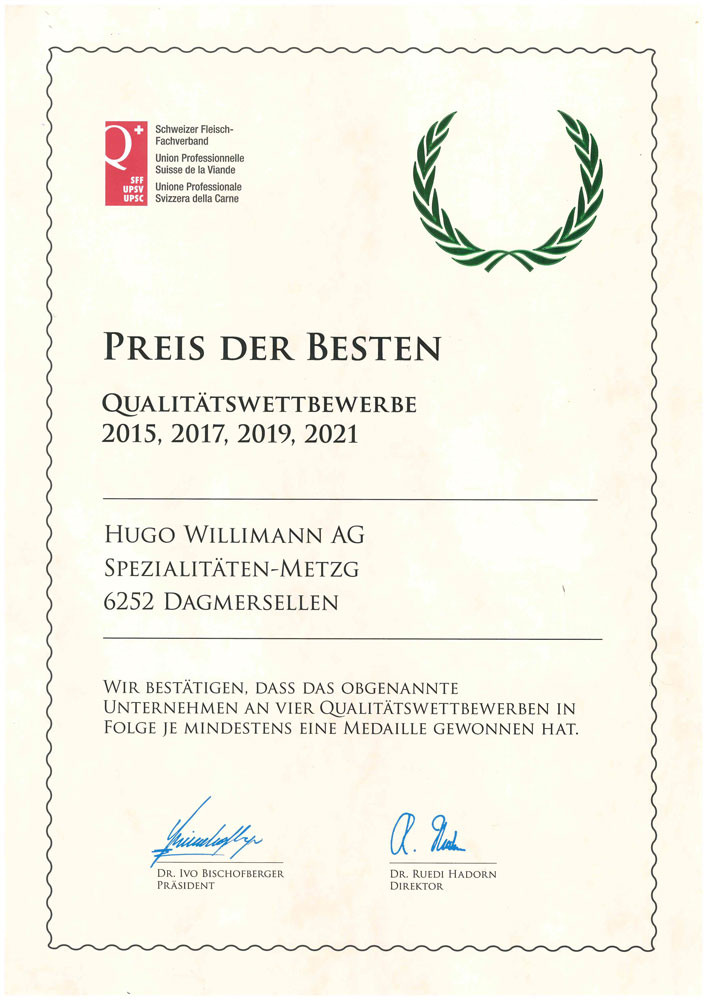 Q+
SFF
UPSV
UPSC
Schweizer Fleisch-
Fachverband
Union Professionnelle
Suisse de la Viande
Unione Professionale
Svizzera della Carne
PREIS DER BESTEN
QUALITÄTSWETTBEWERBE
2015, 2017, 2019, 2021
HUGO WILLIMANN AG
SPEZIALITÄTEN-METZG
6252 DAGMERSELLEN
WIR BESTÄTIGEN, DASS DAS OBGENANNTE
UNTERNEHMEN AN VIER QUALITÄTSWETTBEWERBEN IN
FOLGE JE MINDESTENS EINE MEDAILLE GEWONNEN HAT.
DR. IVO BISCHOFBERGER
PRÄSIDENT
DR. RUEDI HADORN
DIREKTOR